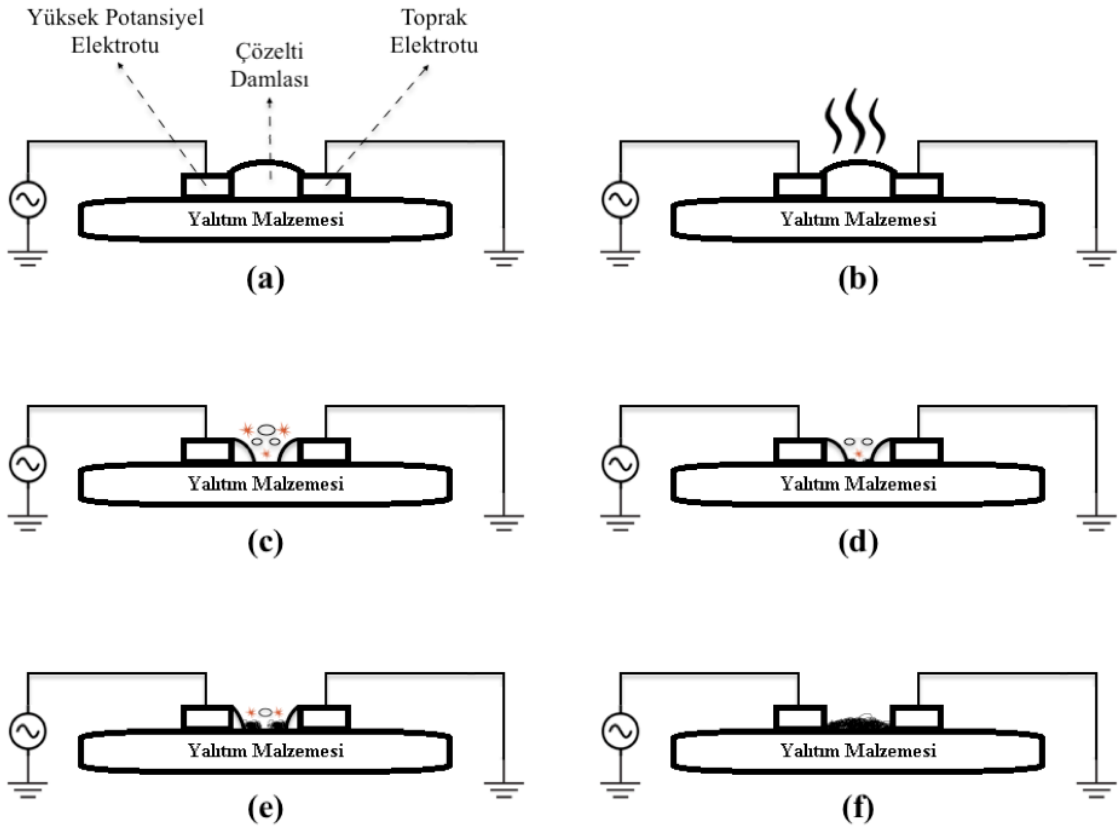 Yüksek Potansiyel
Elektrotu
Çözelti
Damlası
Toprak
Elektrotu
Yalıtım Malzemesi
(a)
Yalıtım Malzemesi
(b)
Yalıtım Malzemesi
(c)
Yalıtım Malzemesi
(d)
Yalıtım Malzemesi
(e)
Yalıtım Malzemesi
(f)